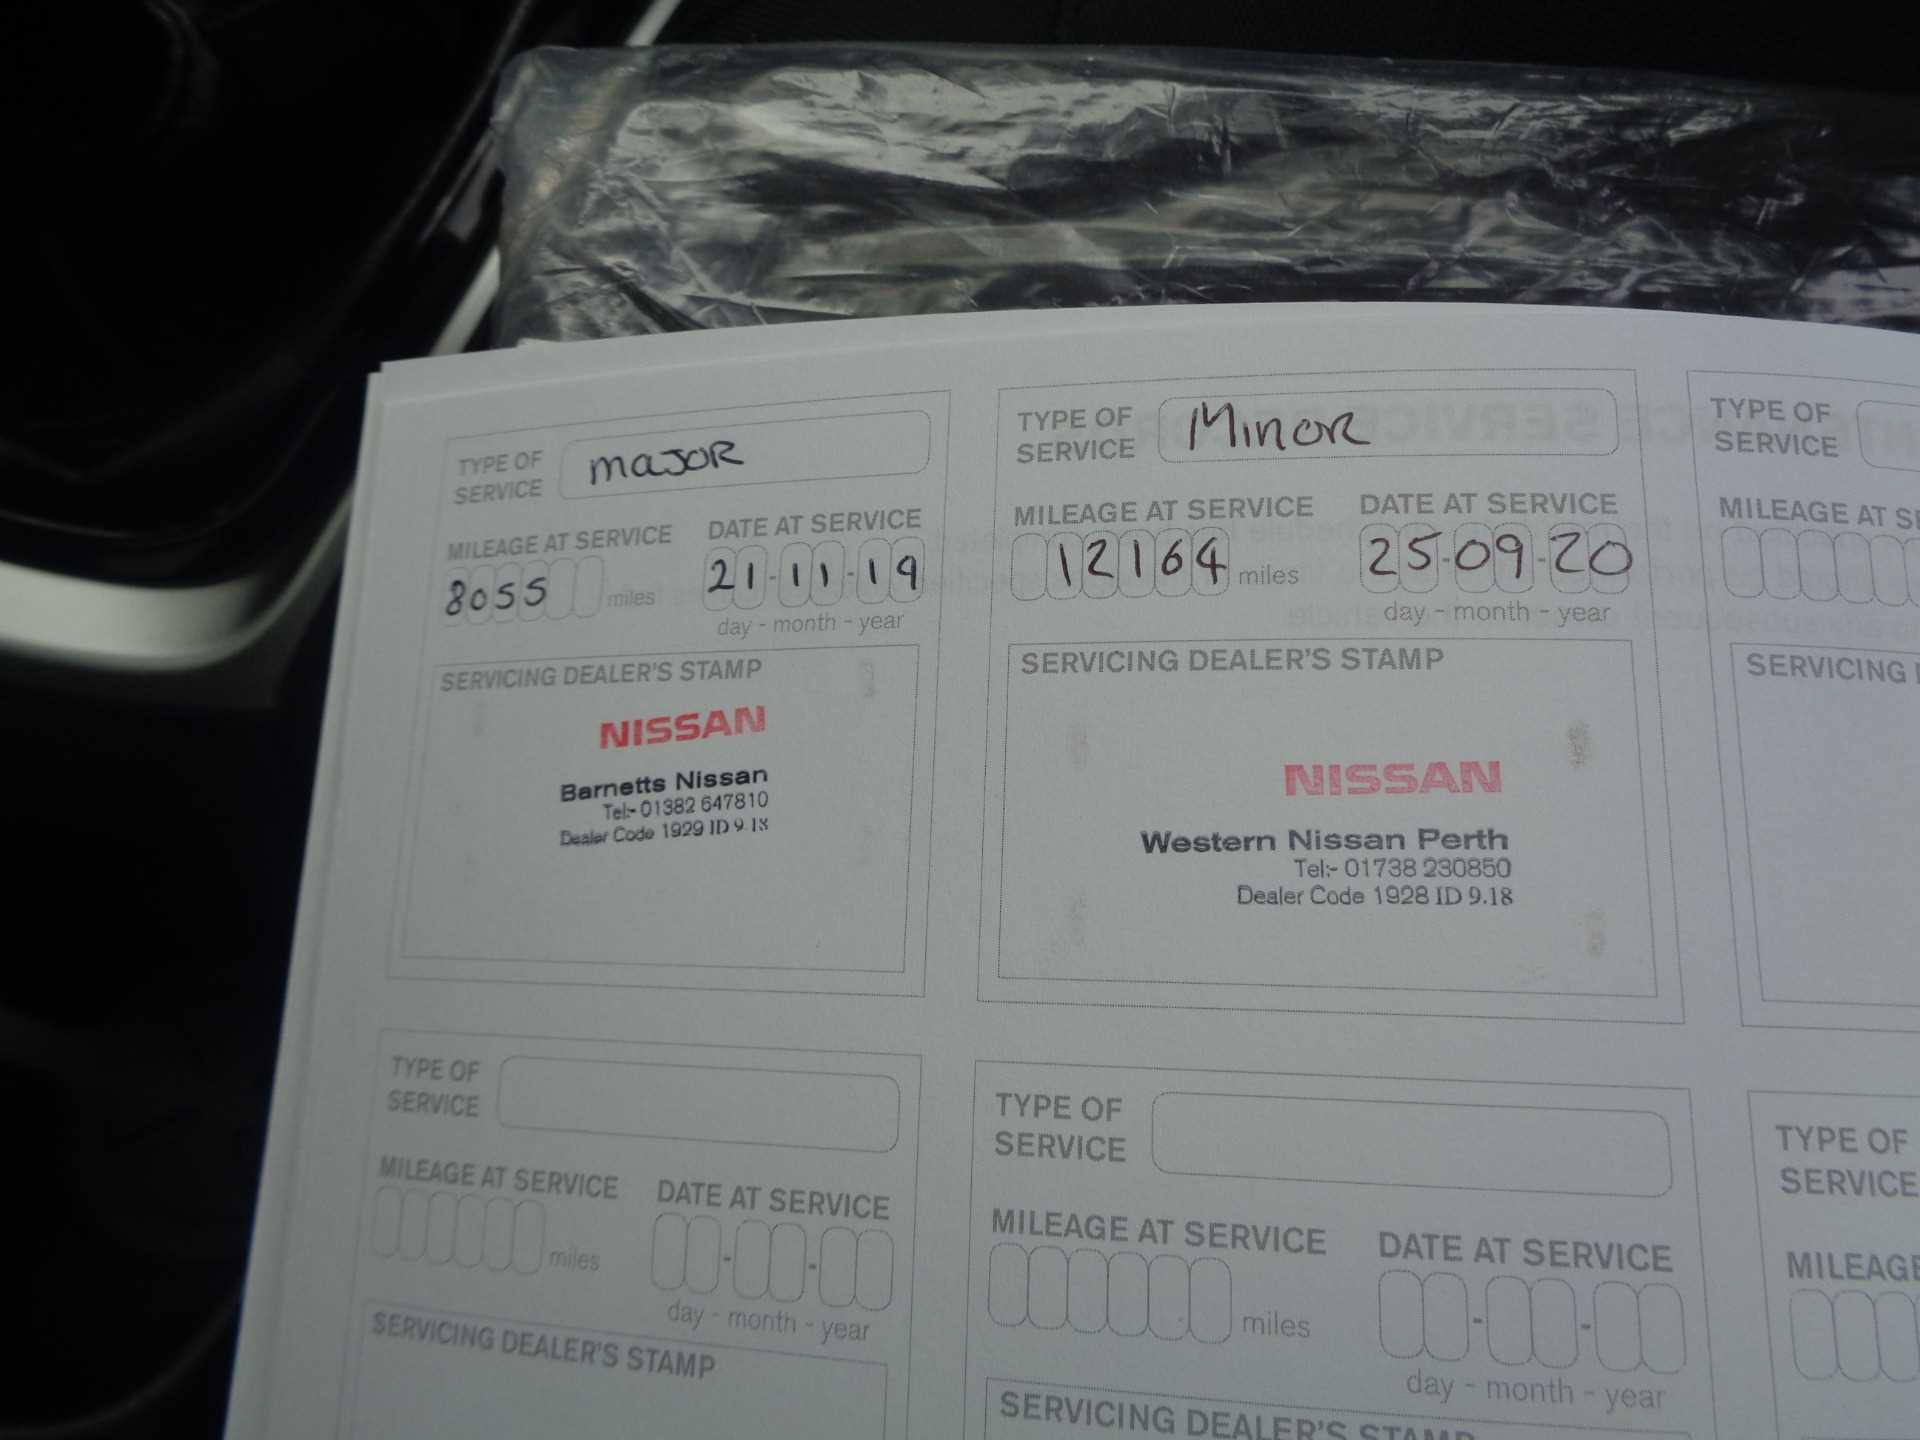 TYPE OF
SERVICE
major
MILEAGE AT SERVICE
8055 miles
DATE AT SERVICE
21-11-19
day - month - year
SERVICING DEALER'S STAMP
NISSAN
Barnetts Nissan
Tel:- 01382 647810
Dealer Code 1929 ID 9.18
TYPE OF
SERVICE
Minor
MILEAGE AT SERVICE
12164 miles
DATE AT SERVICE
25-09-20
day - month - year
SERVICING DEALER'S STAMP
NISSAN
Western Nissan Perth
Tel:- 01738 230850
Dealer Code 1928 ID 9.18
TYPE OF
SERVICE
MILEAGE AT
SERVICING
TYPE OF
SERVICE
MILEAGE AT SERVICE
miles
DATE AT SERVICE
day - month - year
SERVICING DEALER'S STAMP
TYPE OF
SERVICE
MILEAGE AT SERVICE
miles
DATE AT SERVICE
day - month - year
SERVICING DEALER'S STAMP
TYPE OF
SERVICE
MILEAGE